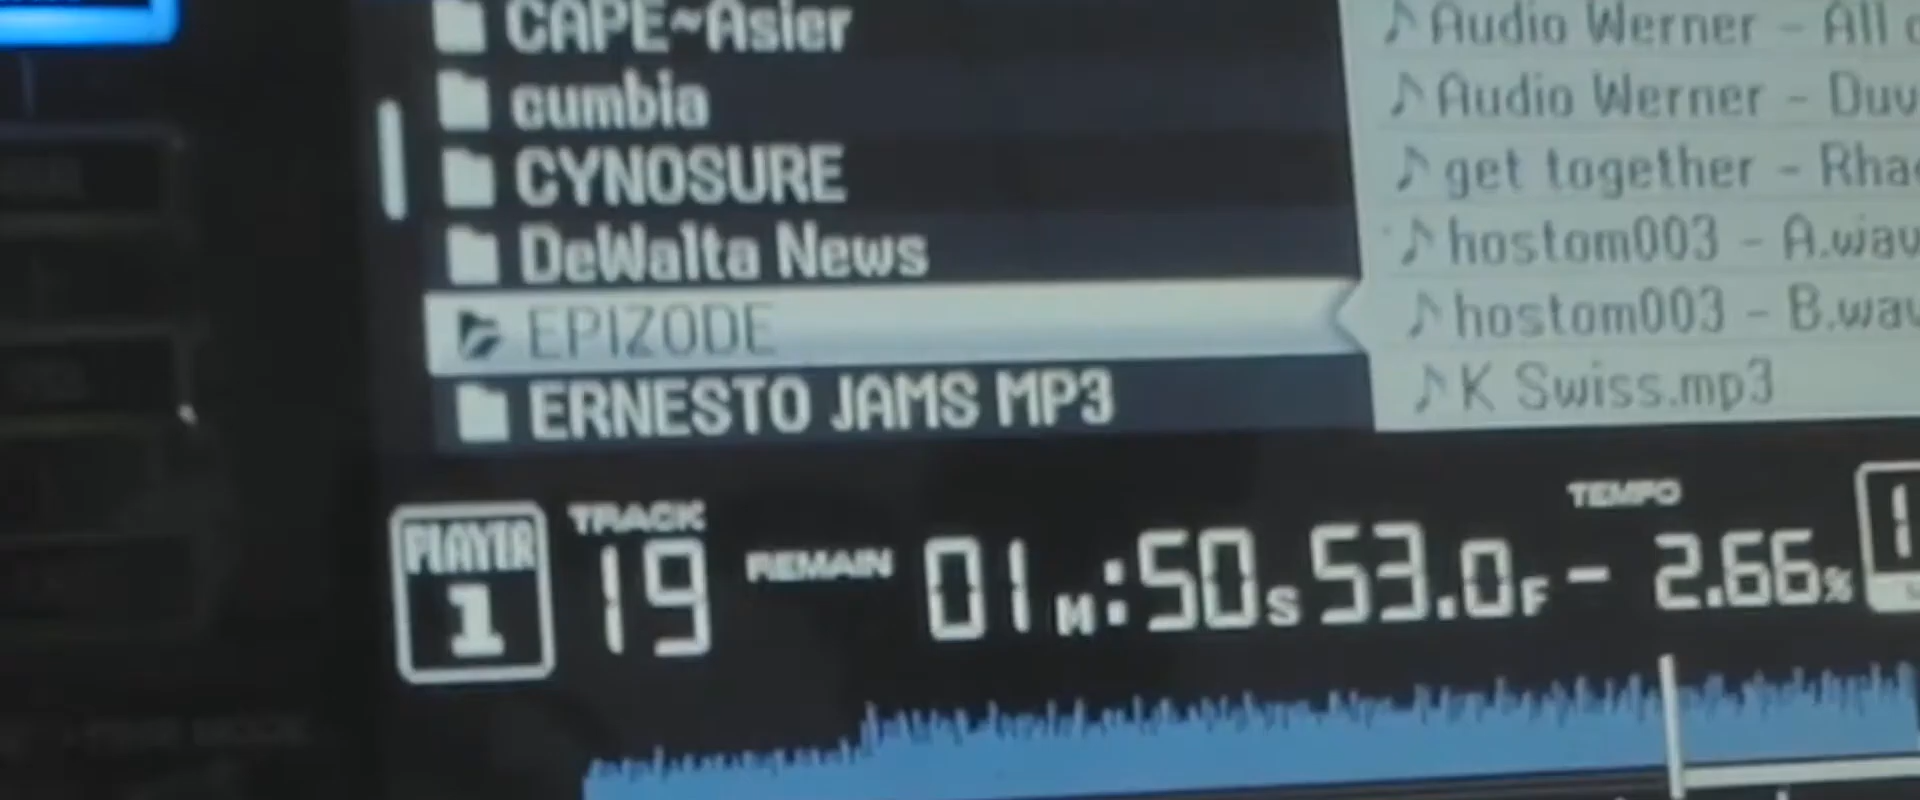 CAPE~Asier
cumbia
CYNOSURE
DeWalta News
EPIZODE
ERNESTO JAMS MP3
Audio Werner - All
Audio Werner - Duv
get together - Rha
hostom003 - A.wav
hostom003 - B.wav
K Swiss.mp3
PLAYER
1
TRACK
19
REMAIN
01M:50S53.0F
TEMPO
-2.66%
1